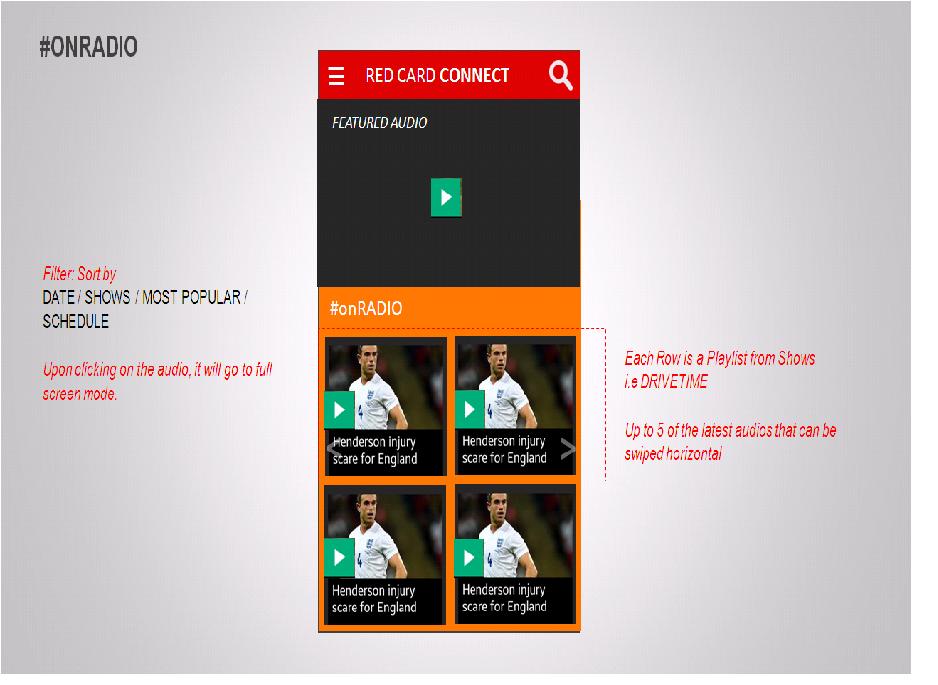 #ONRADIO
RED CARD CONNECT
FEATURED AUDIO
Filter: Sort by
DATE / SHOWS / MOST POPULAR /
SCHEDULE
Upon clicking on the audio, it will go to full
screen mode.
#onRADIO
Henderson injury
scare for England
Henderson injury
scare for England
Henderson injury
scare for England
Henderson injury
scare for England
Each Row is a Playlist from Shows
i.e DRIVETIME
Up to 5 of the latest audios that can be
swiped horizontal